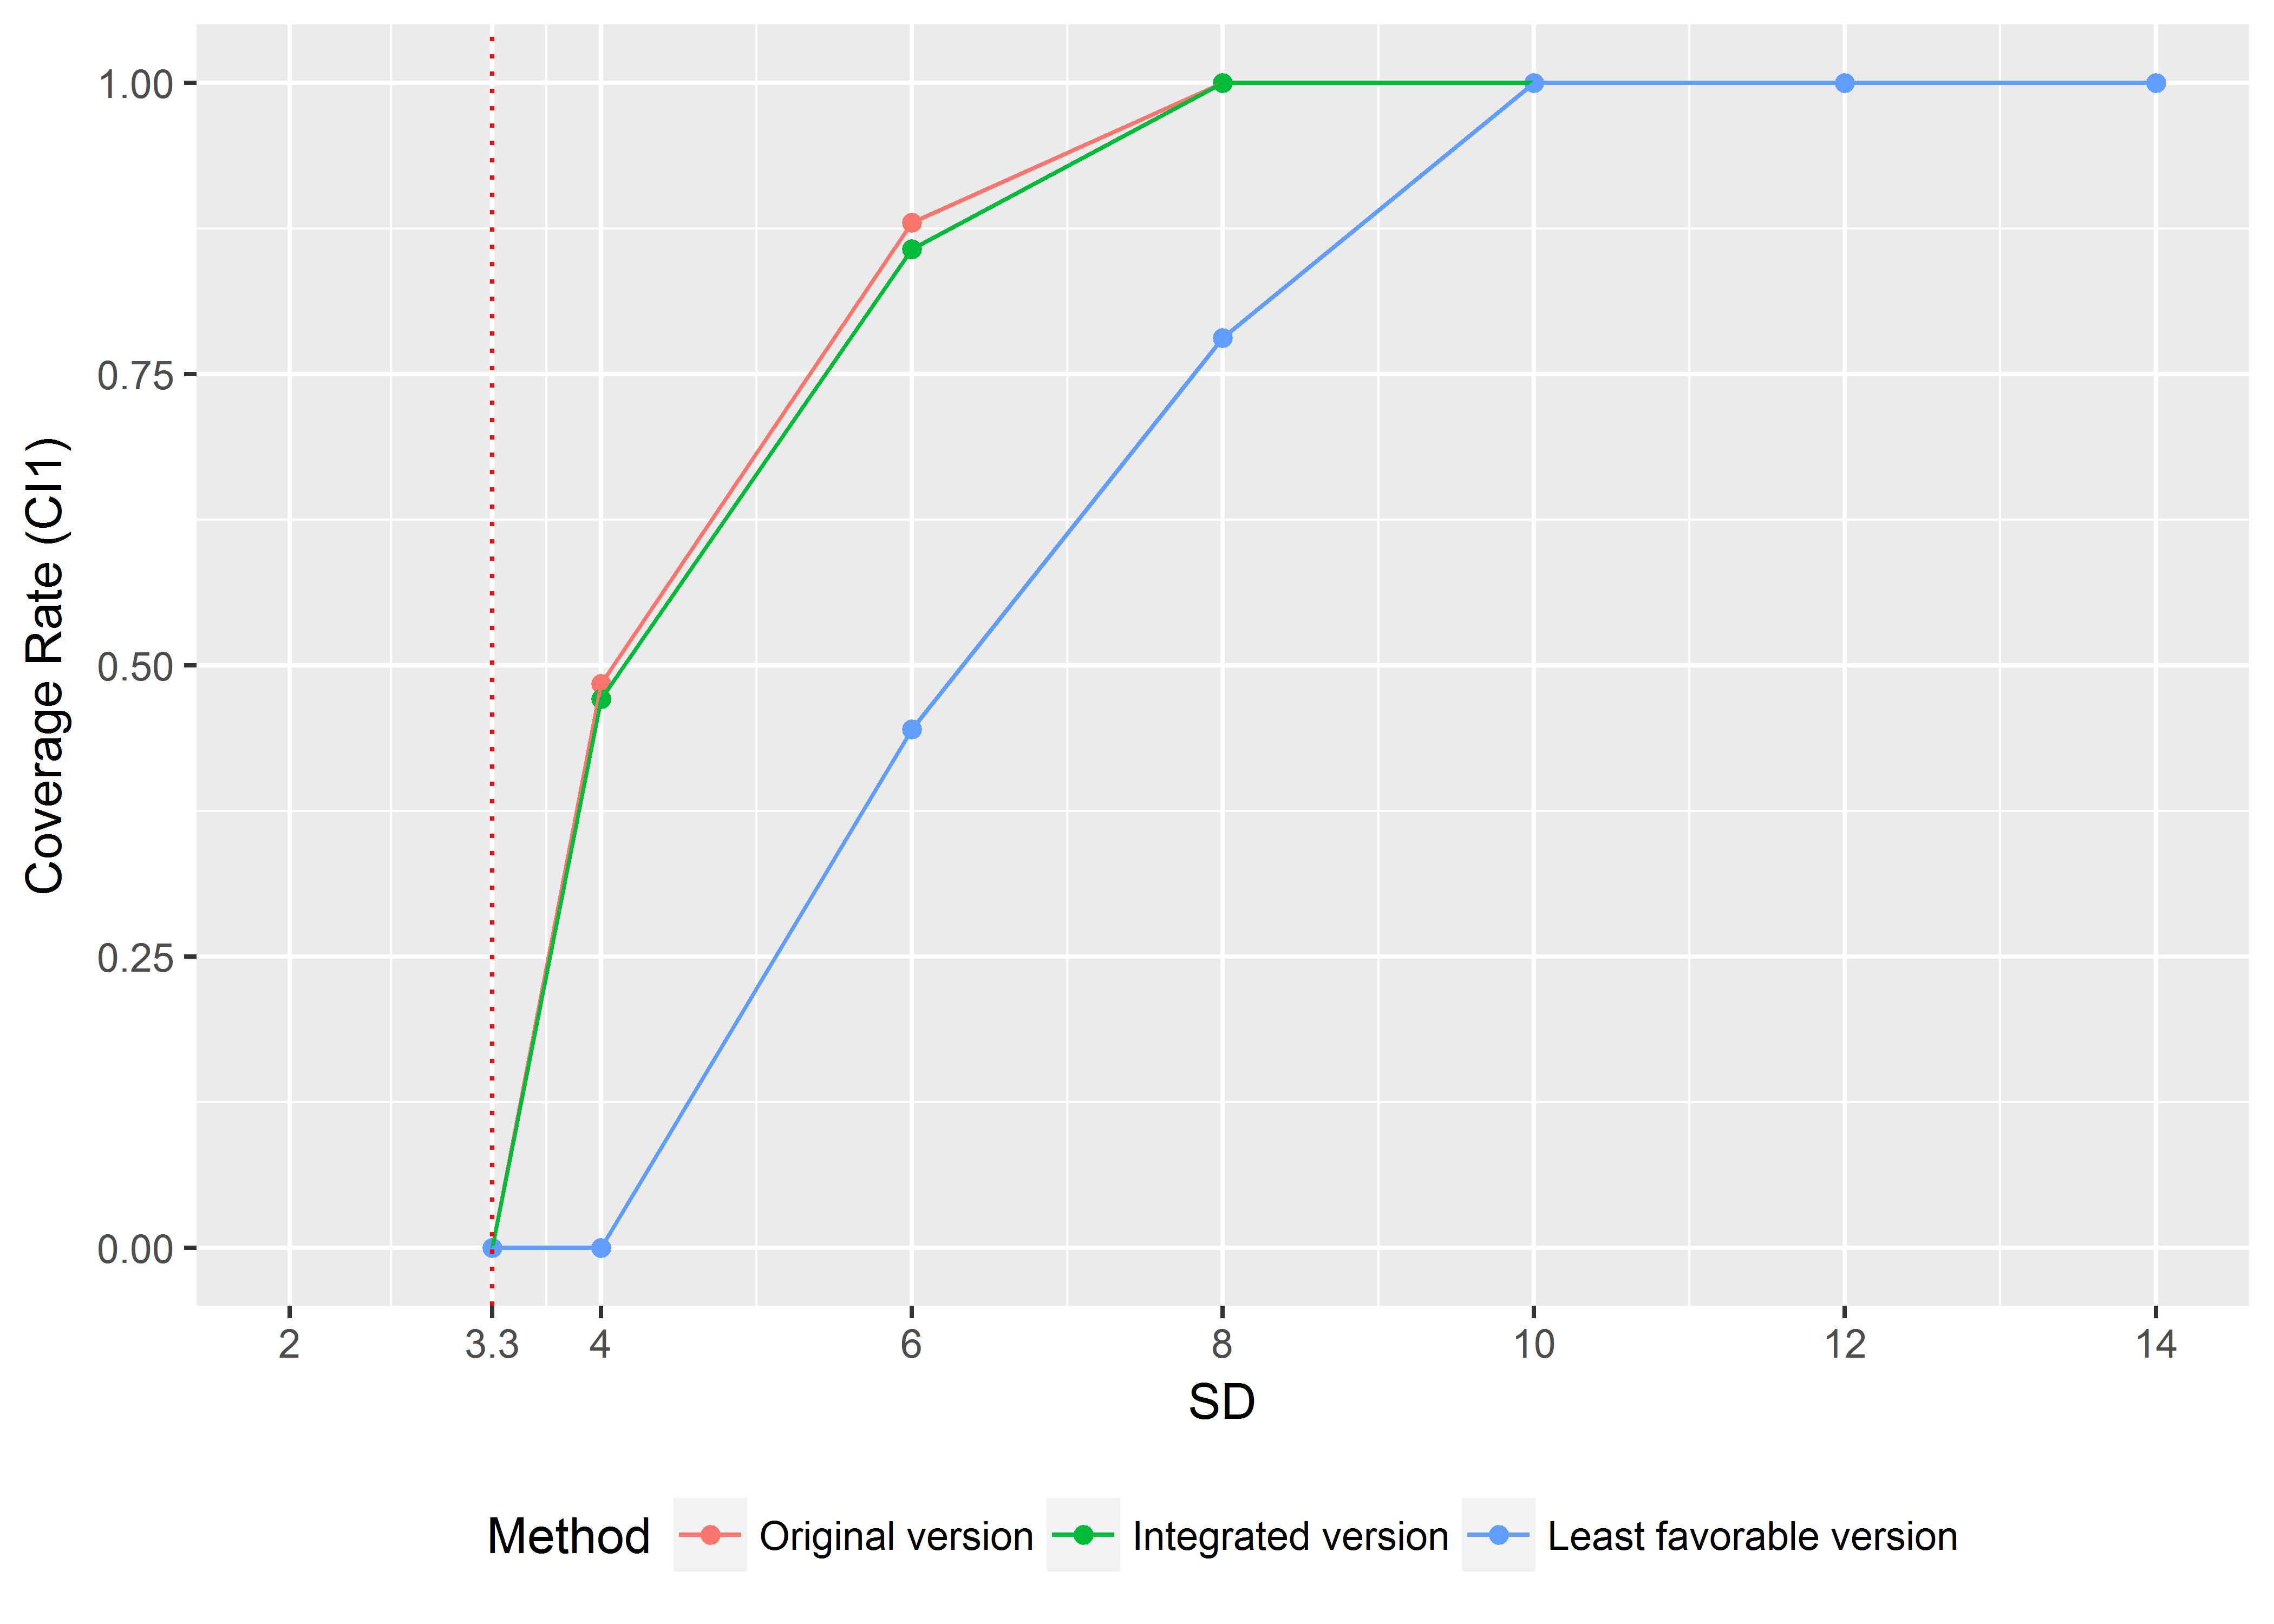 Coverage Rate (CI1)
1.00
0.75
0.50
0.25
0.00
2 3.3 4 6 8 10 12 14
SD
Method Original version Integrated version Least favorable version